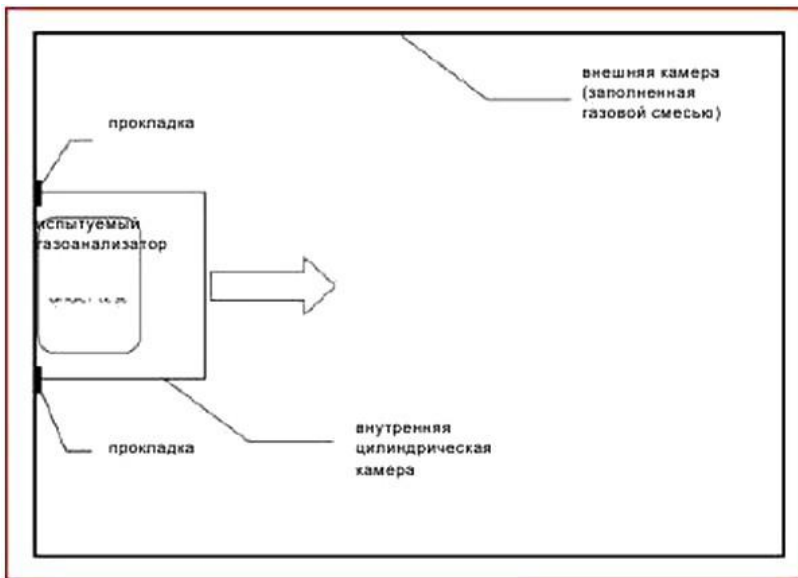 внешняя камера
(заполненная
газовой смесью)
прокладка
испытуемый
газоанализатор
внутренняя
цилиндрическая
камера
прокладка